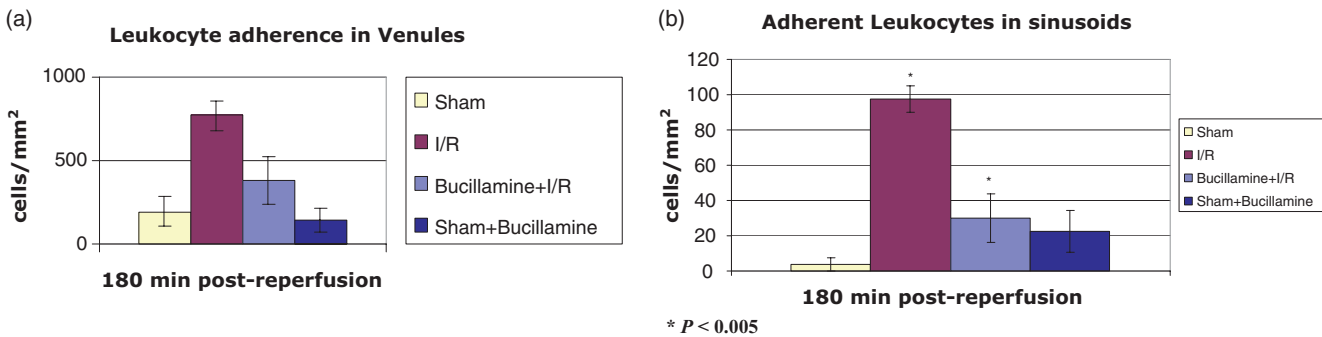 (a)
Leukocyte adherence in Venules
1000
500
0
cells/mm²
180 min post-reperfusion
Sham
I/R
Bucillamine+I/R
Sham+Bucillamine
(b)
Adherent Leukocytes in sinusoids
120
100
80
60
40
20
0
cells/mm²
*
*
180 min post-reperfusion
* P < 0.005
Sham
I/R
Bucillamine+I/R
Sham+Bucillamine